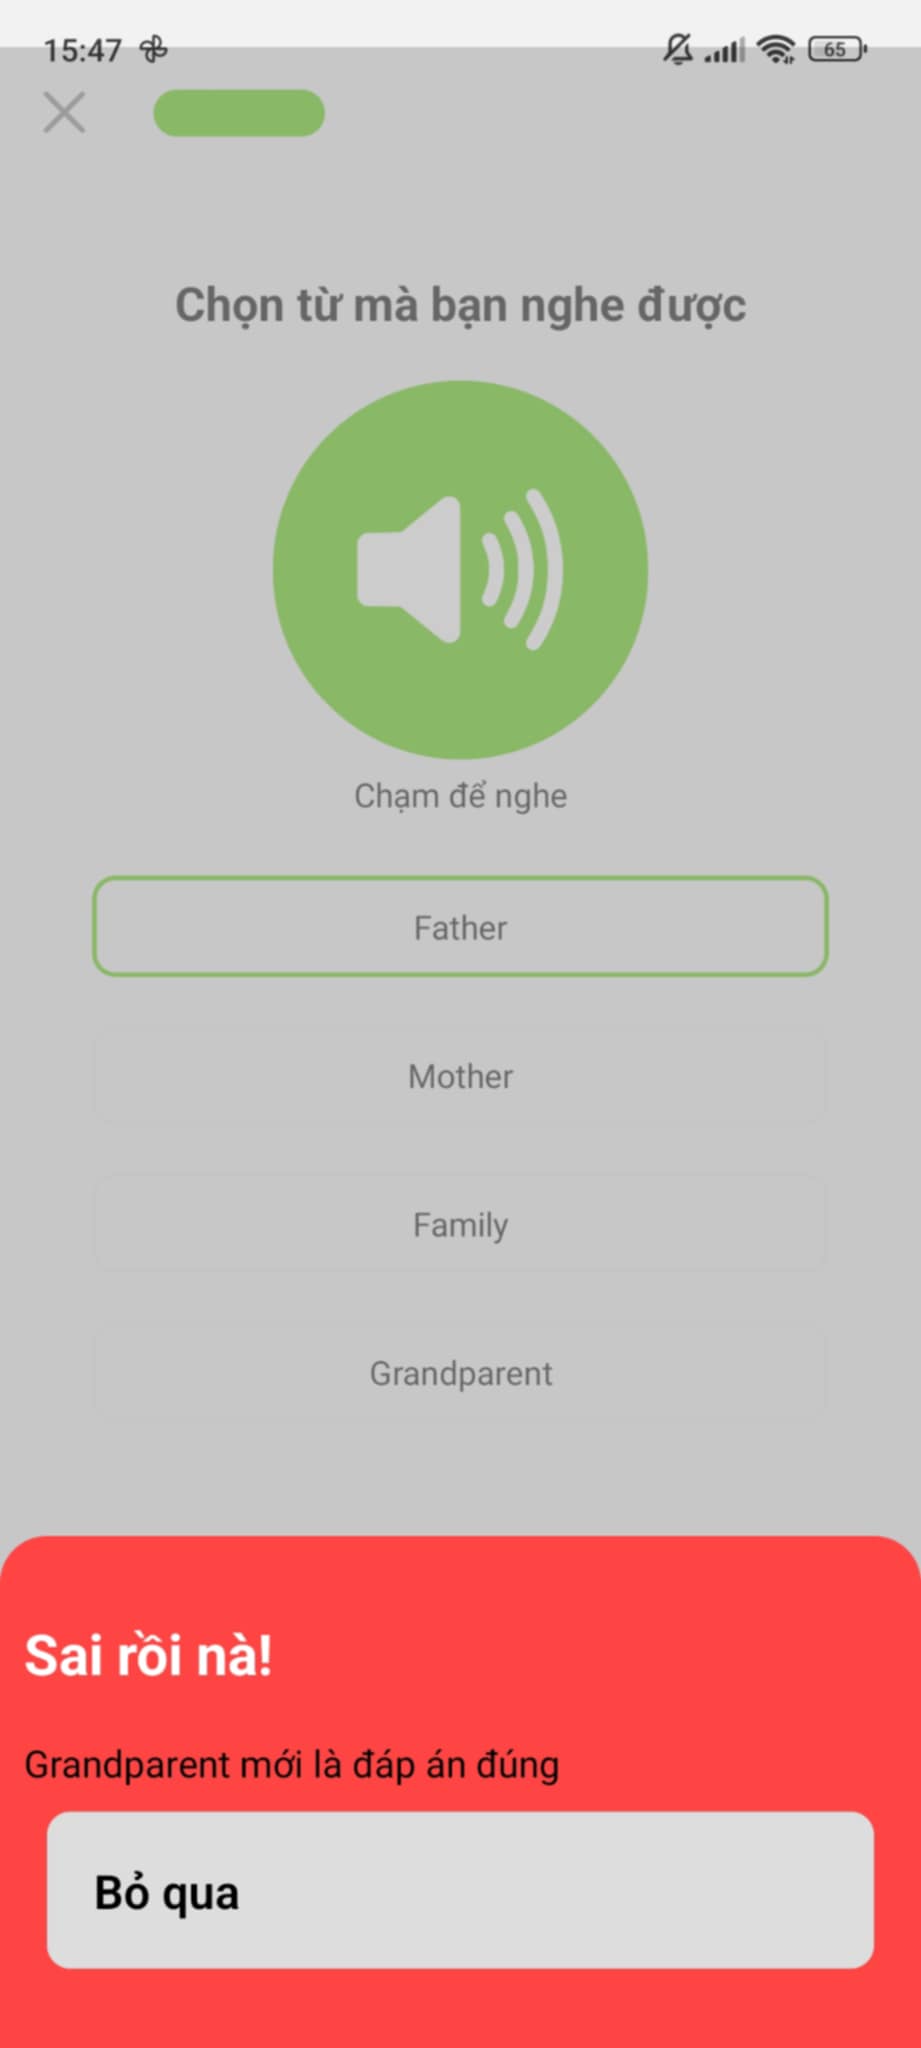 15:47
65
Chọn từ mà bạn nghe được
Chạm để nghe
Father
Mother
Family
Grandparent
Sai rồi nà!
Grandparent mới là đáp án đúng
Bỏ qua